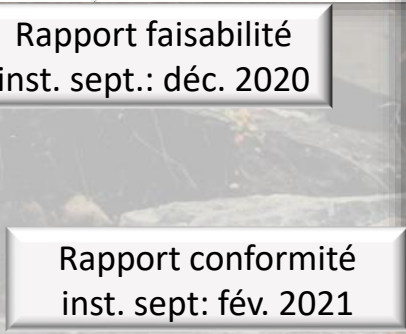 Rapport faisabilité
inst. sept.: déc. 2020
Rapport conformité
inst. sept: fév. 2021